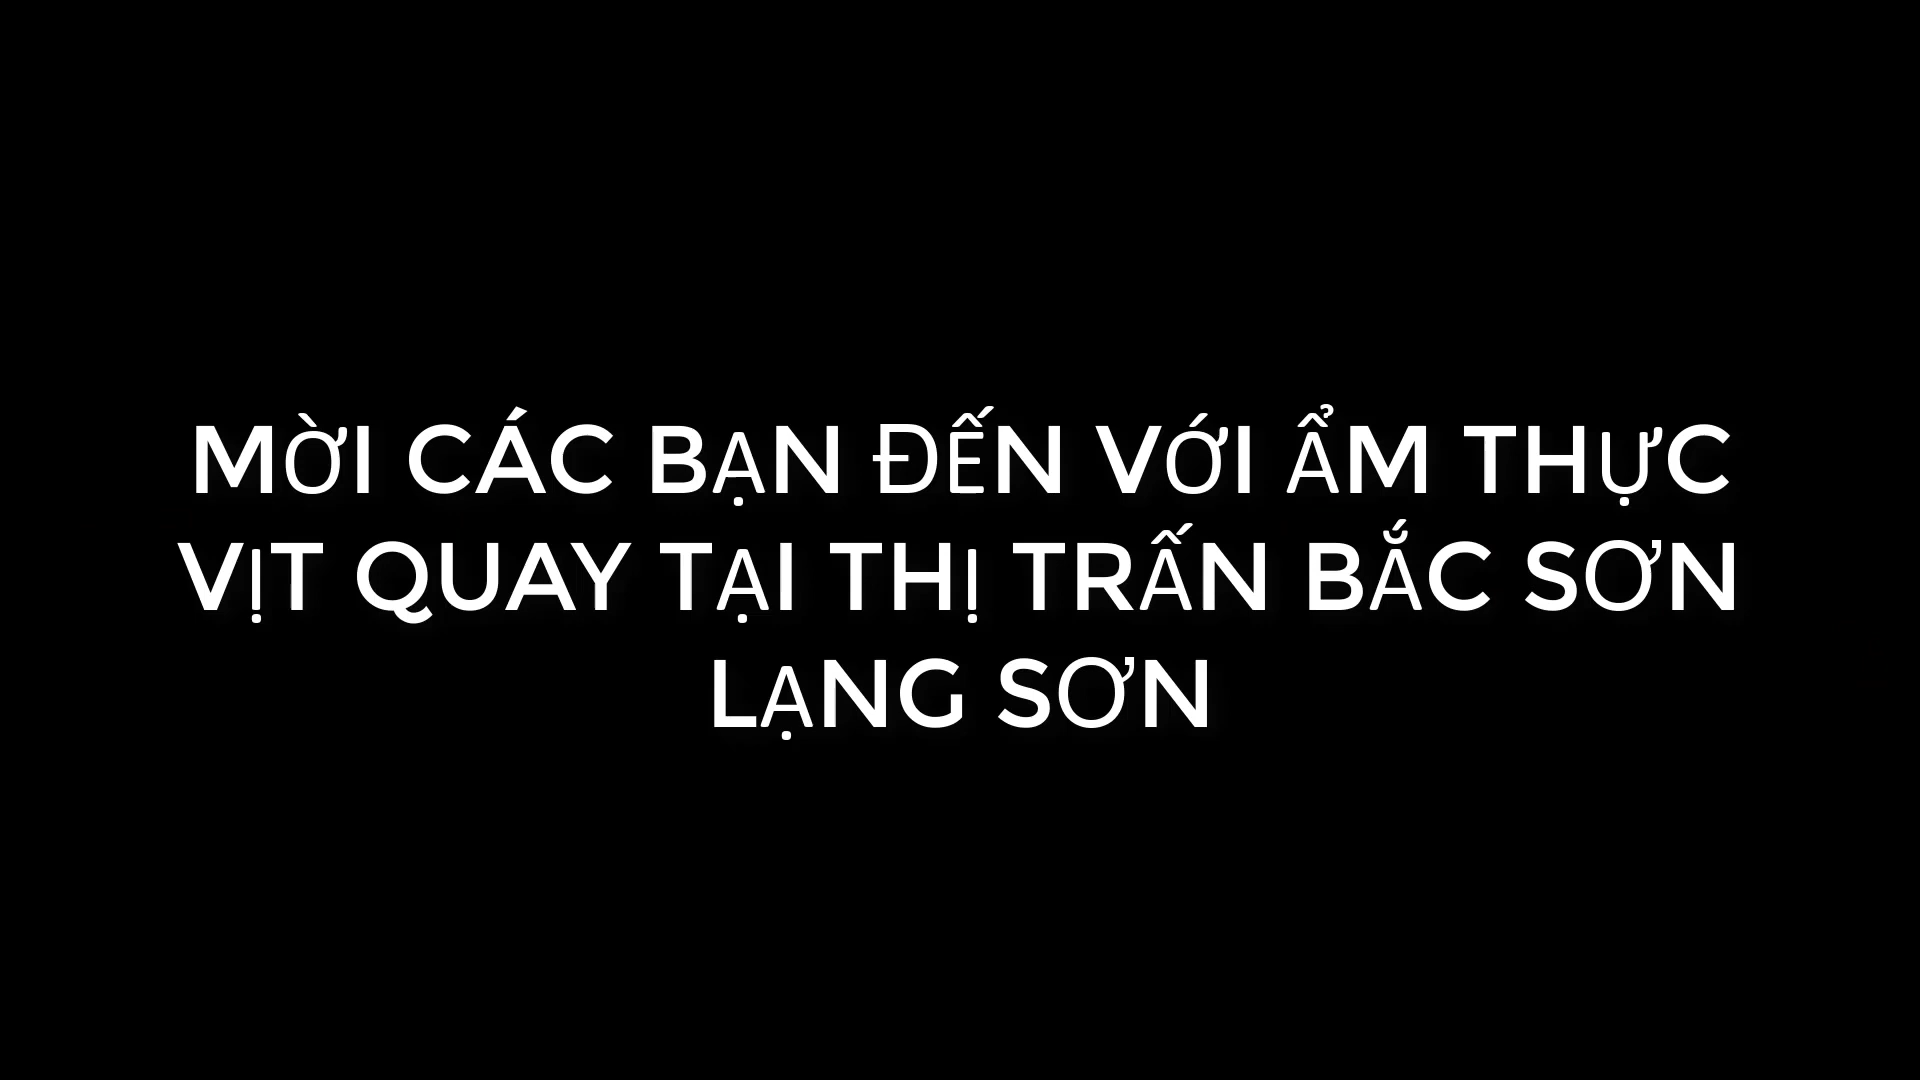 MỜI CÁC BẠN ĐẾN VỚI ẨM THỰC
VỊT QUAY TẠI THỊ TRẤN BẮC SƠN
LẠNG SƠN